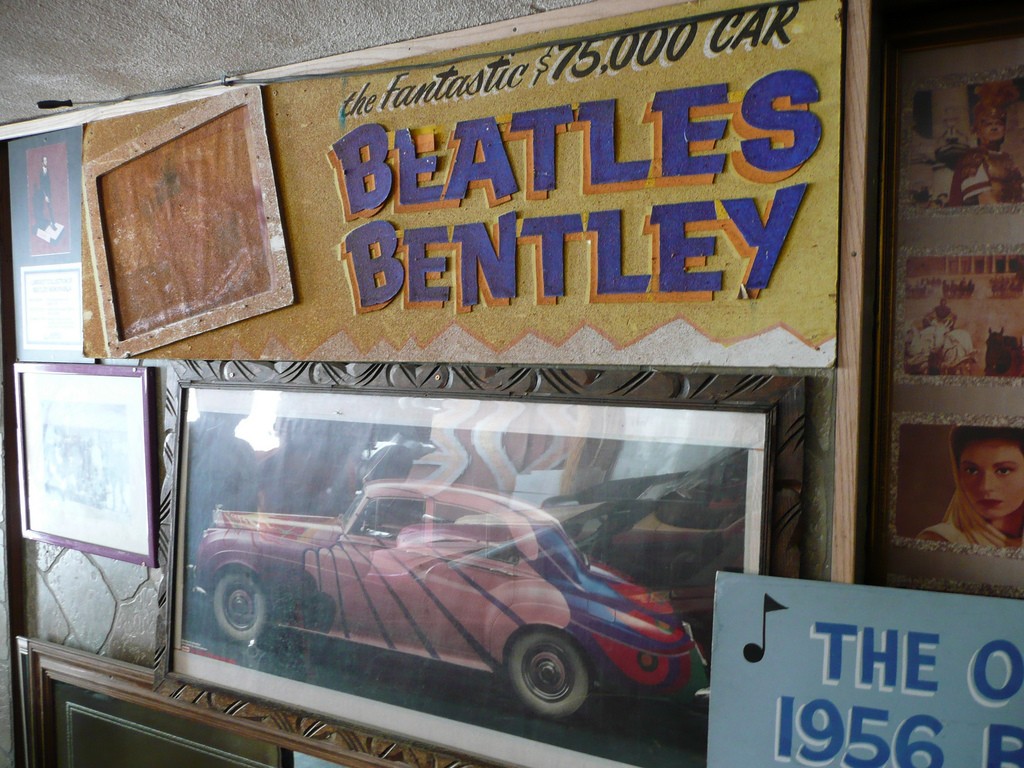 the Fantastic $75,000 CAR
BEATLES
BENTLEY
THE O
1956 B